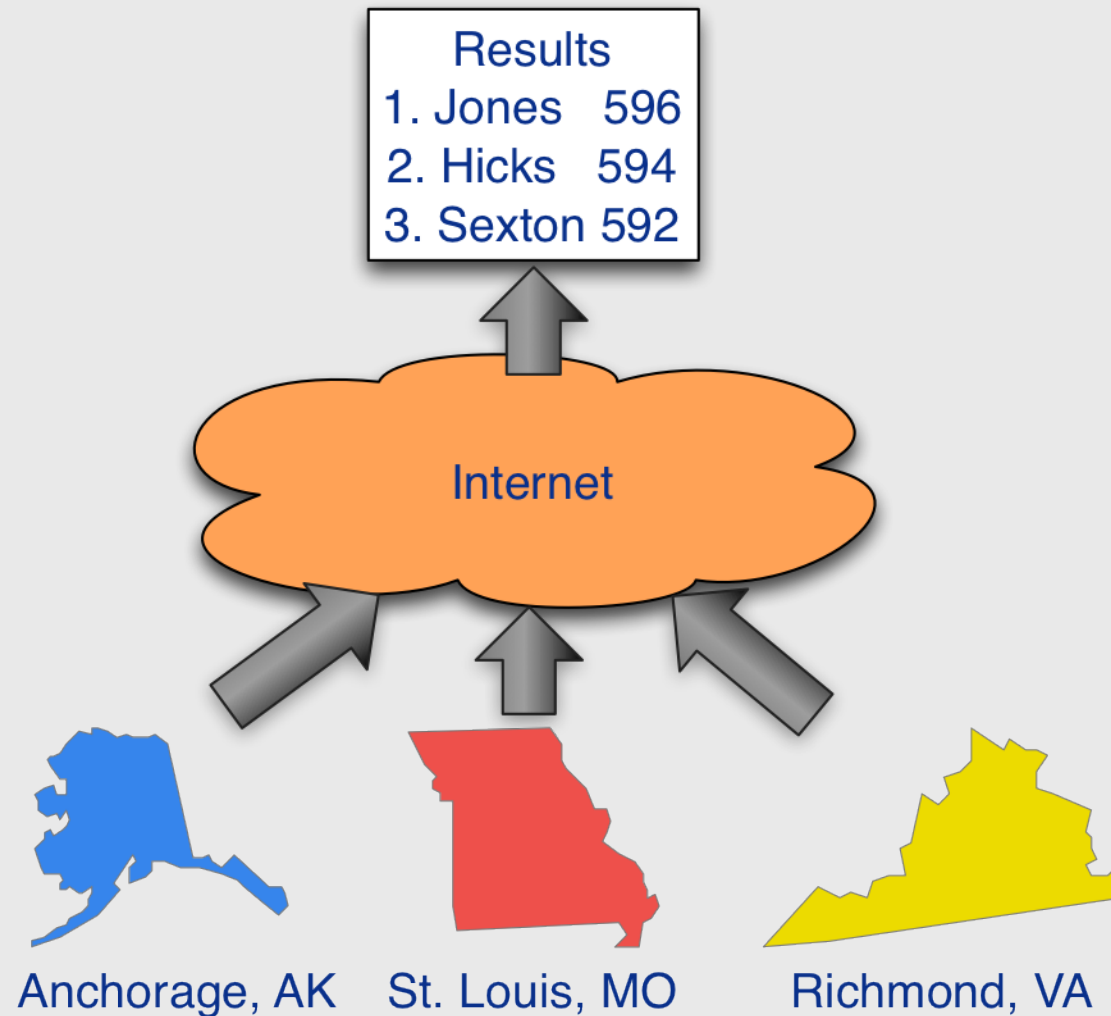 Results
1. Jones 596
2. Hicks 594
3. Sexton 592
Internet
Anchorage, AK
St. Louis, MO
Richmond, VA